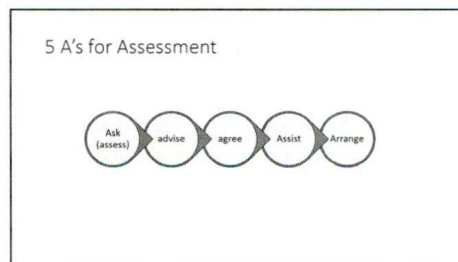 5 A's for Assessment
Ask
(assess)
advise
agree
Assist
Arrange